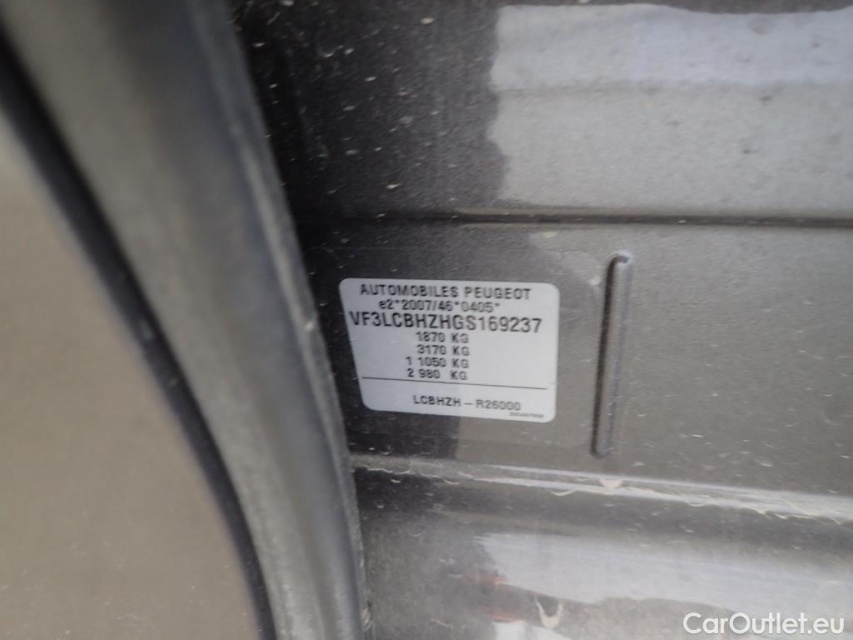 AUTOMOBILES PEUGEOT
e2*2007/46*0405*
VF3LCBHZHGS169237
1870 KG
3170 KG
1 1050 KG
2 980 KG
LCBHZH - R26000
CarOutlet.eu